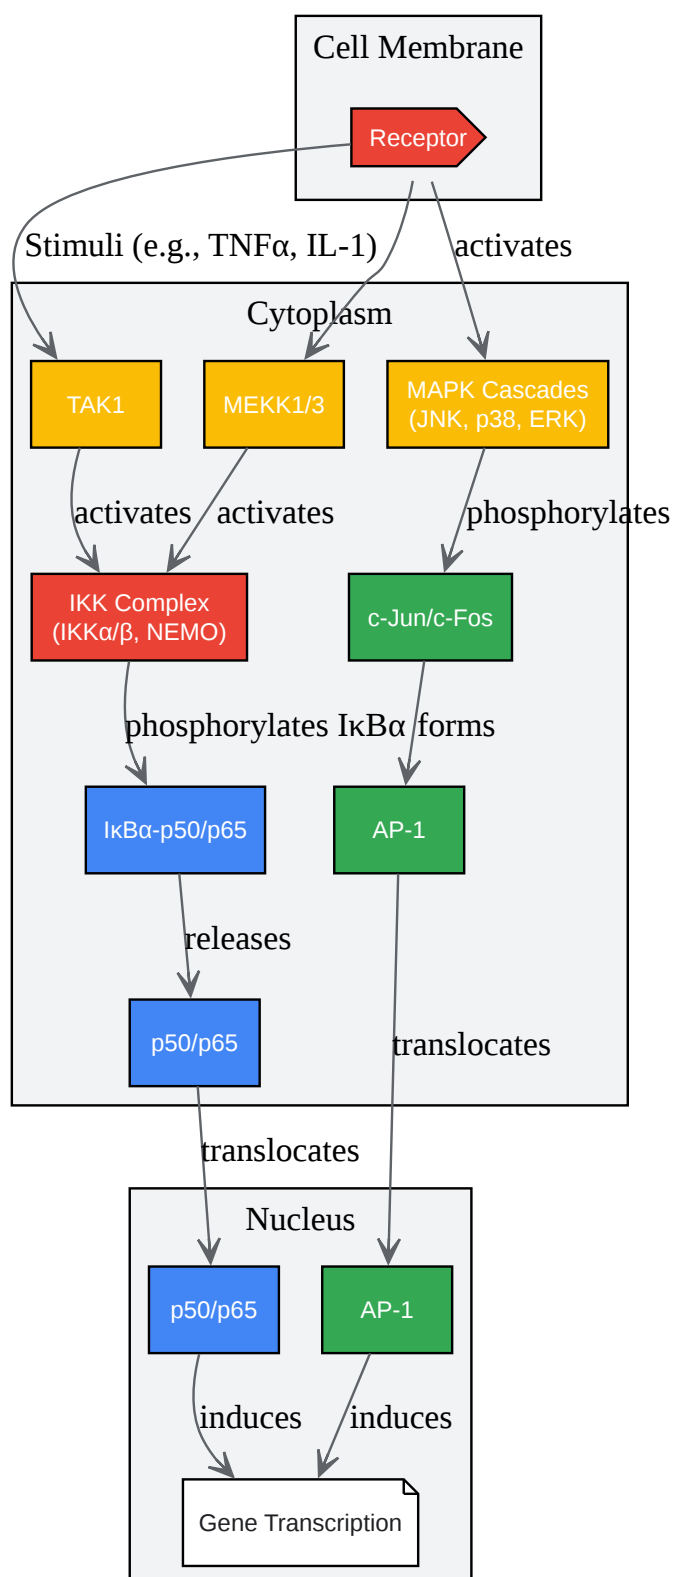 Cell Membrane
Receptor
Stimuli (e.g., TNFα, IL-1)
activates
Cytoplasm
TAK1
MEKK1/3
MAPK Cascades
(JNK, p38, ERK)
activates
activates
phosphorylates
IKK Complex
(IKKα/β, NEMO)
c-Jun/c-Fos
phosphorylates IκBα
forms
IκBα-p50/p65
AP-1
releases
p50/p65
translocates
translocates
Nucleus
p50/p65
AP-1
induces
induces
Gene Transcription